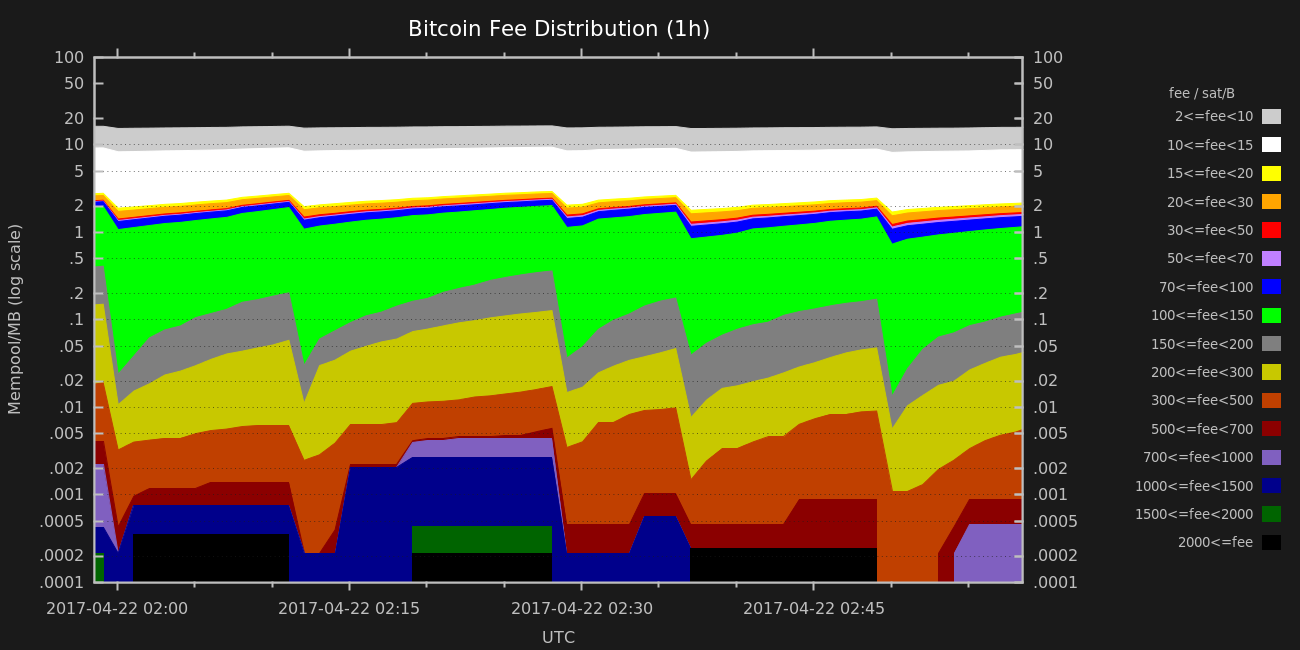 Bitcoin Fee Distribution (1h)
100 100
50 50
20 20
10 10
5 5
2 2
1 1
.5 .5
.2 .2
.1 .1
.05 .05
.02 .02
.01 .01
.005 .005
.002 .002
.001 .001
.0005 .0005
.0002 .0002
.0001 .0001
Mempool/MB (log scale)
2017-04-22 02:00 2017-04-22 02:15 2017-04-22 02:30 2017-04-22 02:45
UTC
fee / sat/B
2<=fee<10
10<=fee<15
15<=fee<20
20<=fee<30
30<=fee<50
50<=fee<70
70<=fee<100
100<=fee<150
150<=fee<200
200<=fee<300
300<=fee<500
500<=fee<700
700<=fee<1000
1000<=fee<1500
1500<=fee<2000
2000<=fee